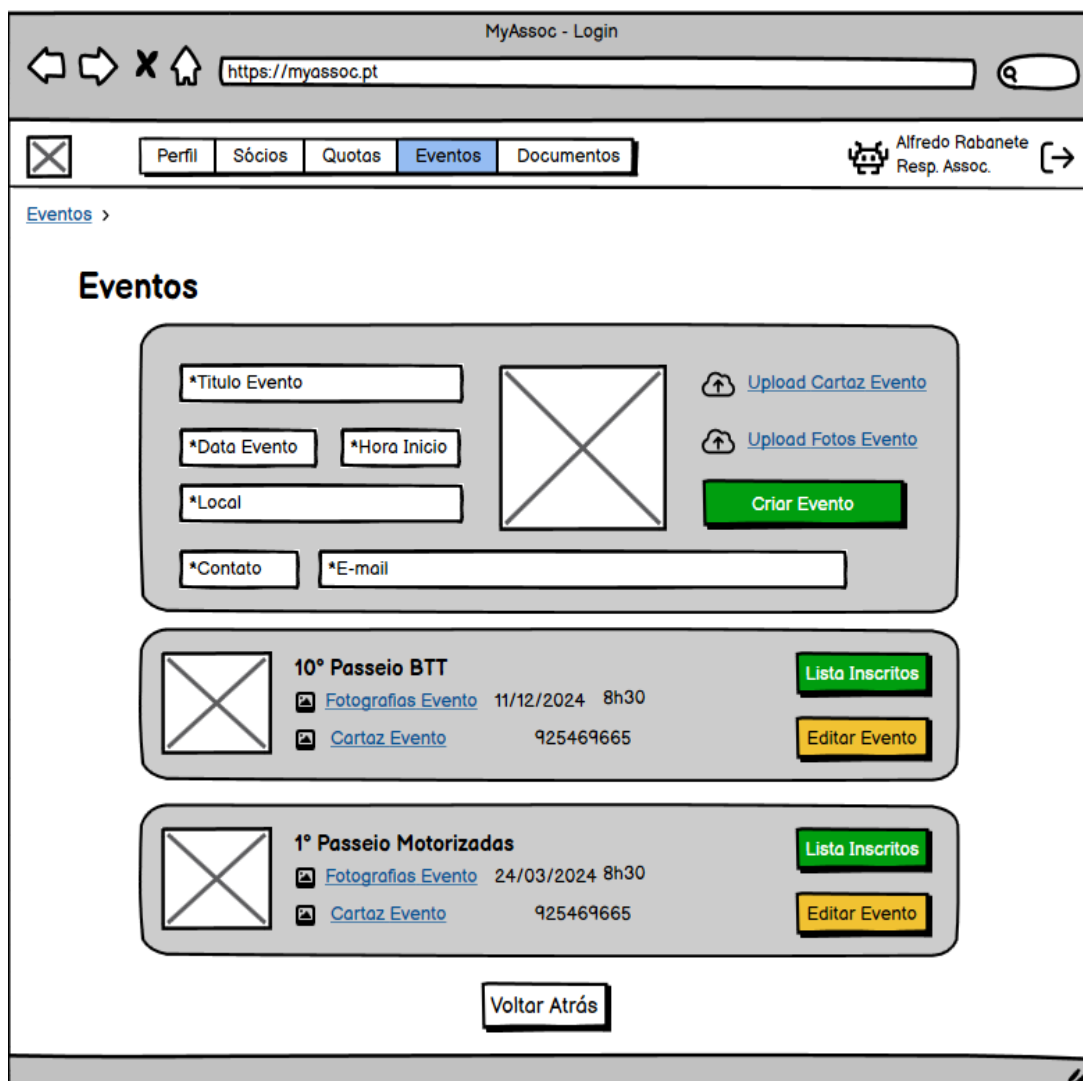 MyAssoc - Login
https://myassoc.pt
Perfil Sócios Quotas Eventos Documentos
Alfredo Rabanete
Resp. Assoc.
Eventos >
Eventos
*Titulo Evento
Upload Cartaz Evento
*Data Evento *Hora Inicio
Upload Fotos Evento
*Local
Criar Evento
*Contato *E-mail
10° Passeio BTT
Lista Inscritos
Fotografias Evento 11/12/2024 8h30
Cartaz Evento 925469665
Editar Evento
1° Passeio Motorizadas
Lista Inscritos
Fotografias Evento 24/03/2024 8h30
Cartaz Evento 925469665
Editar Evento
Voltar Atrás